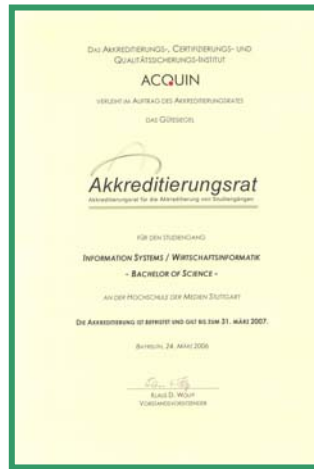 DAS AKKREDITIERUNGS-, CERTIFIZIERUNGS- UND
QUALITÄTSSICHERUNGS-INSTITUT
ACQUIN
VERLEIHT IM AUFTRAG DES AKKREDITIERUNGSRATES
DAS GÜTESIEGEL
Akkreditierungsrat
Akkreditierungsrat für die Akkreditierung von Studiengängen
FÜR DEN STUDIENGANG
INFORMATION SYSTEMS / WIRTSCHAFTSINFORMATIK
- BACHELOR OF SCIENCE -
AN DER HOCHSCHULE DER MEDIEN STUTTGART
DIE AKKREDITIERUNG IST BEFRISTET UND GILT BIS ZUM 31. MÄRZ 2007.
BAYREUTH, 24. MÄRZ 2006
KLAUS D. WOLFF
VORSTANDSVORSITZENDER